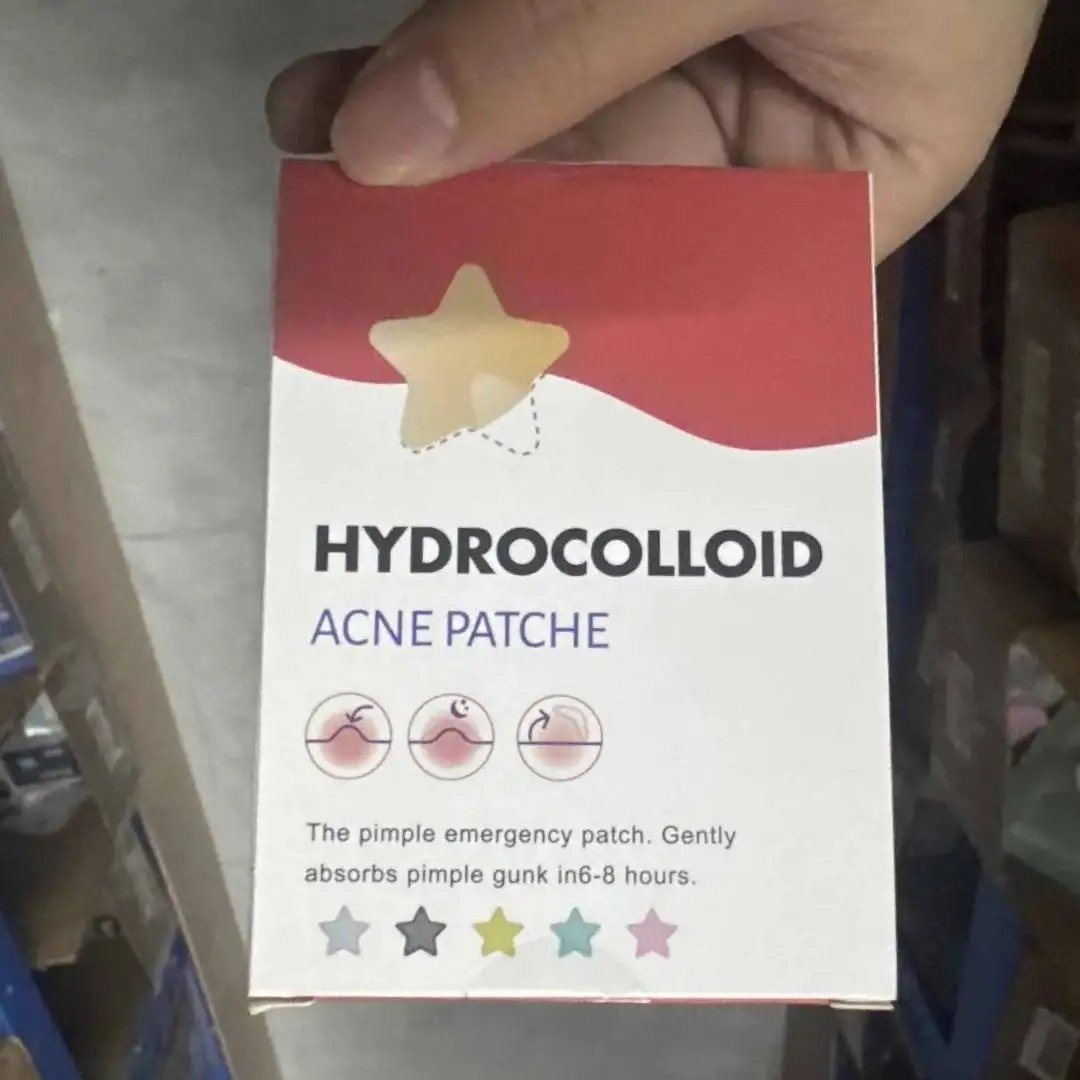 HYDROCOLLOID
ACNE PATCHE
The pimple emergency patch. Gently
absorbs pimple gunk in6-8 hours.